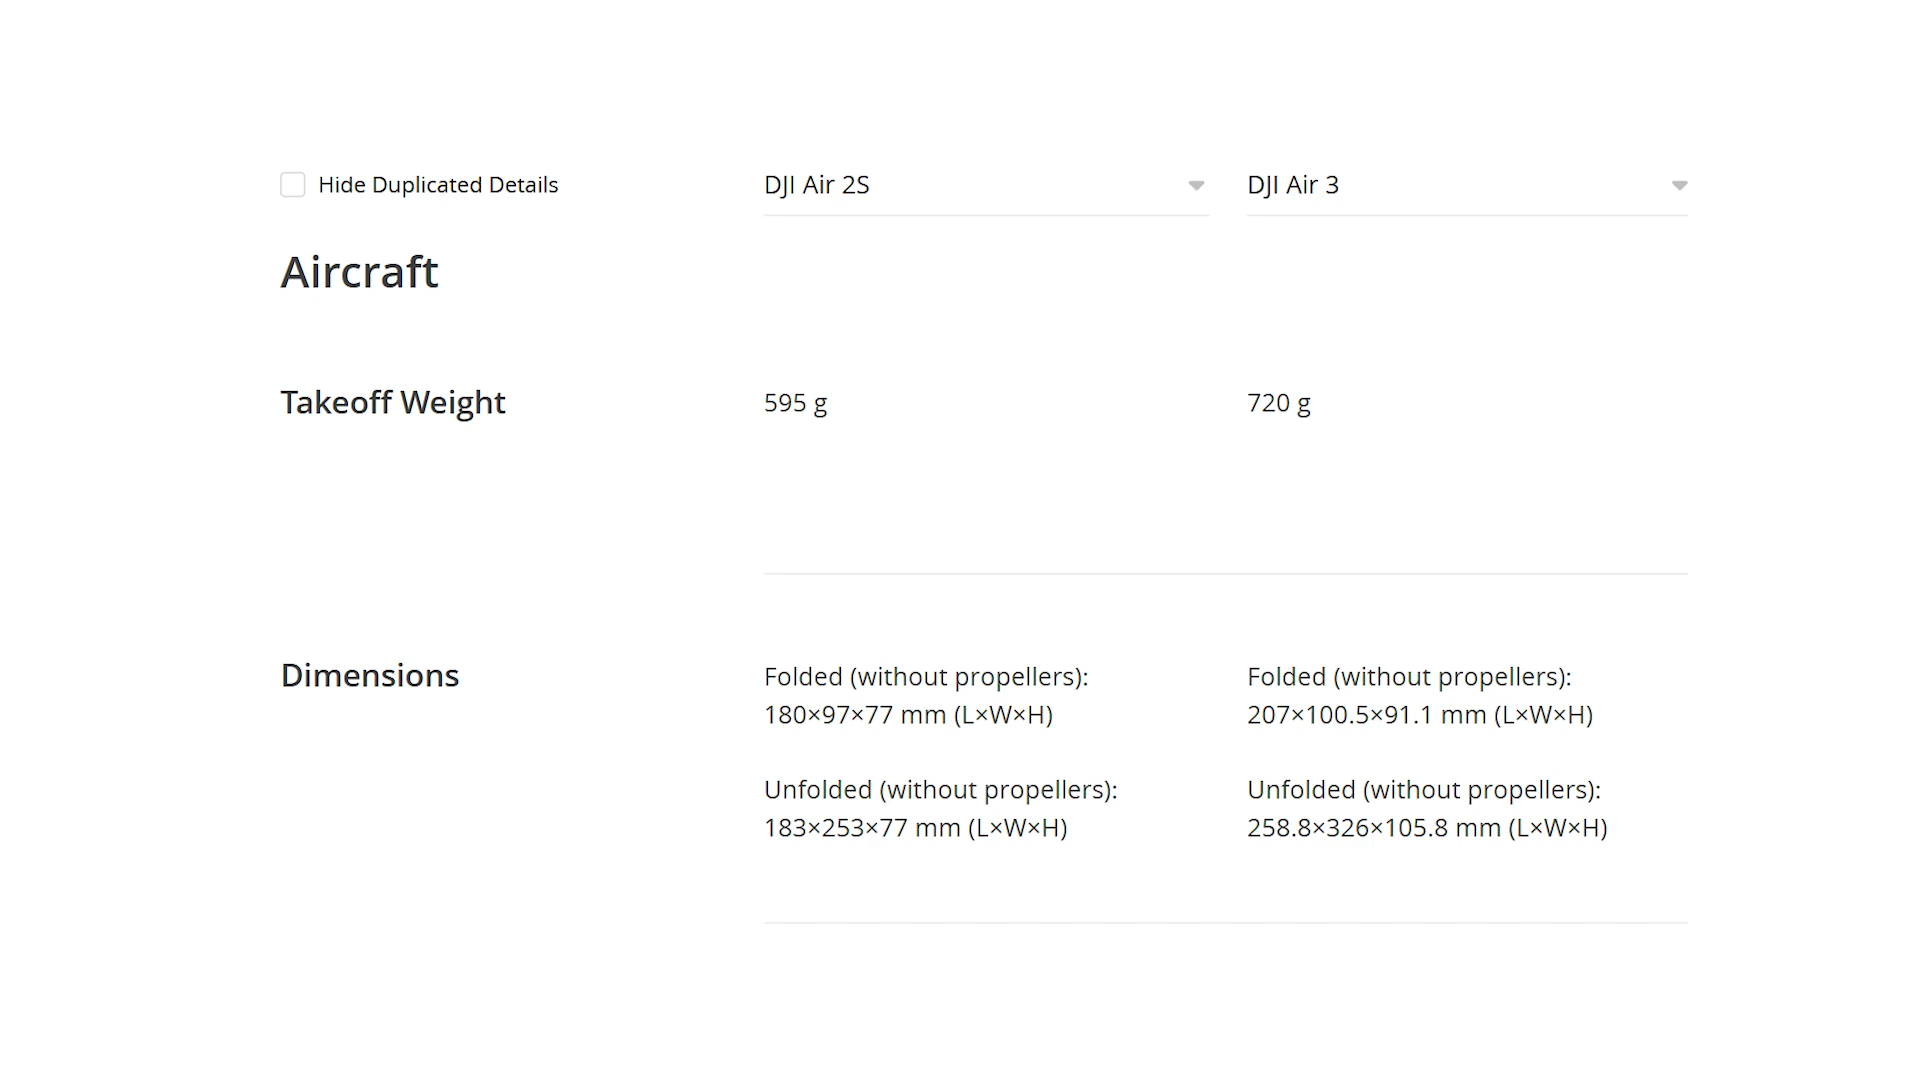 Hide Duplicated Details
DJI Air 2S
DJI Air 3
Aircraft
Takeoff Weight
595 g
720 g
Dimensions
Folded (without propellers):
180×97×77 mm (L×W×H)
Unfolded (without propellers):
183×253×77 mm (L×W×H)
Folded (without propellers):
207×100.5×91.1 mm (L×W×H)
Unfolded (without propellers):
258.8×326×105.8 mm (L×W×H)